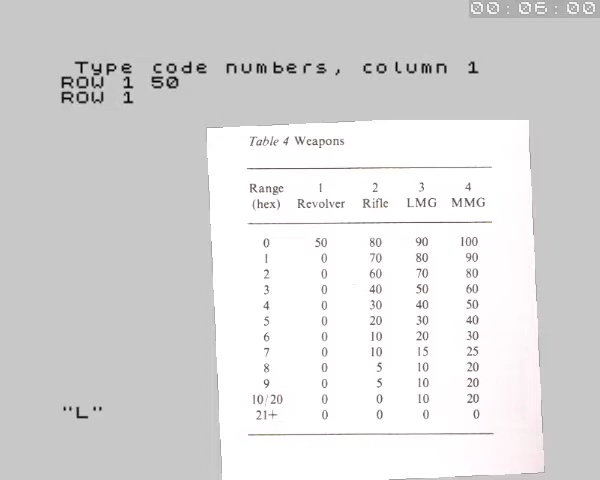 00:06:00
Type code numbers, column 1
ROW 1 50
ROW 1
Table 4 Weapons
Range 1 2 3 4
(hex) Revolver Rifle LMG MMG
0 50 80 90 100
1 0 70 80 90
2 0 60 70 80
3 0 40 50 60
4 0 30 40 50
5 0 20 30 40
6 0 10 20 30
7 0 10 15 25
8 0 5 10 20
9 0 5 10 20
10/20 0 0 10 20
21+ 0 0 0 0
"L"